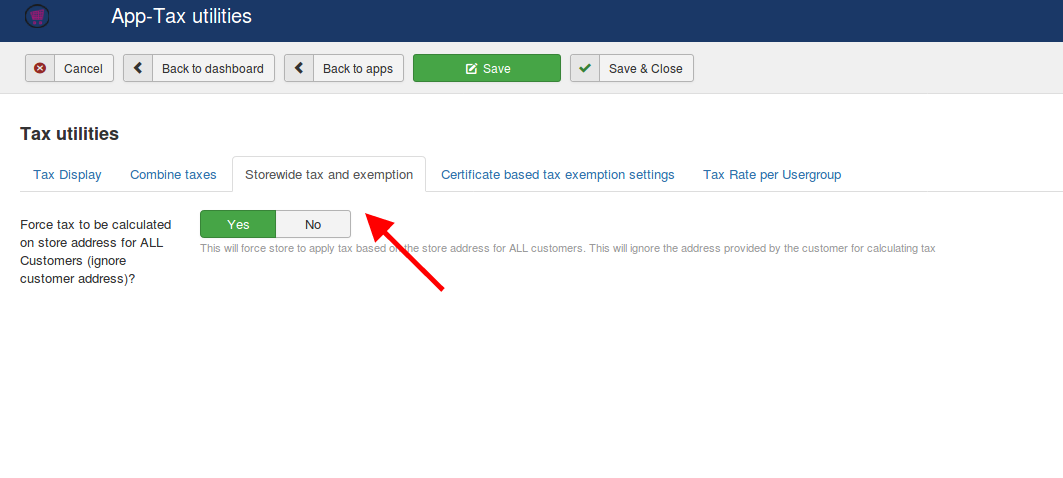 App-Tax utilities
Cancel Back to dashboard Back to apps Save Save & Close
Tax utilities
Tax Display Combine taxes Storewide tax and exemption Certificate based tax exemption settings Tax Rate per Usergroup
Force tax to be calculated
on store address for ALL
Customers (ignore
customer address)?
Yes No
This will force store to apply tax based on the store address for ALL customers. This will ignore the address provided by the customer for calculating tax